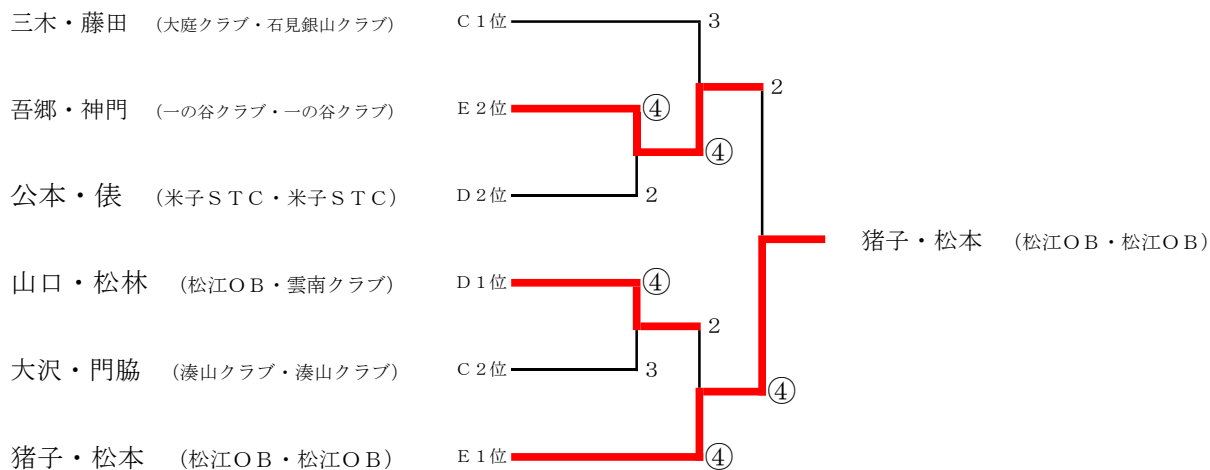 三木・藤田 （大庭クラブ・石見銀山クラブ） Ｃ１位 3
2
吾郷・神門 （一の谷クラブ・一の谷クラブ） Ｅ２位 ④
④
公本・俵 （米子ＳＴＣ・米子ＳＴＣ） Ｄ２位 2
猪子・松本 （松江ＯＢ・松江ＯＢ）
山口・松林 （松江ＯＢ・雲南クラブ） Ｄ１位 ④
2
大沢・門脇 （湊山クラブ・湊山クラブ） Ｃ２位 3
④
猪子・松本 （松江ＯＢ・松江ＯＢ） Ｅ１位 ④